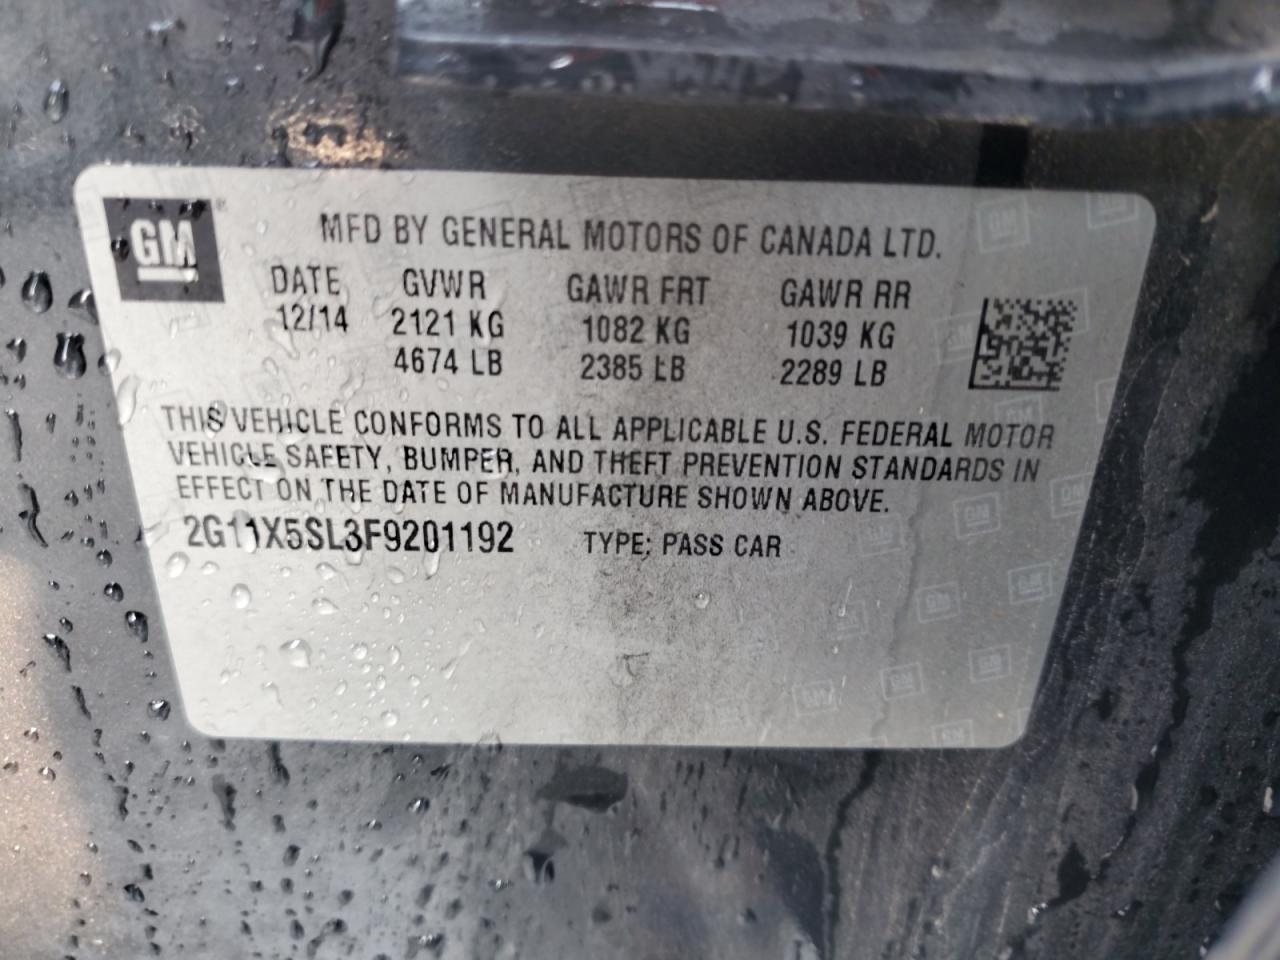 GM
MFD BY GENERAL MOTORS OF CANADA LTD.
DATE GVWR GAWR FRT GAWR RR
12/14 2121 KG 1082 KG 1039 KG
4674 LB 2385 LB 2289 LB
THIS VEHICLE CONFORMS TO ALL APPLICABLE U.S. FEDERAL MOTOR
VEHICLE SAFETY, BUMPER, AND THEFT PREVENTION STANDARDS IN
EFFECT ON THE DATE OF MANUFACTURE SHOWN ABOVE.
2G11X5SL3F9201192 TYPE: PASS CAR